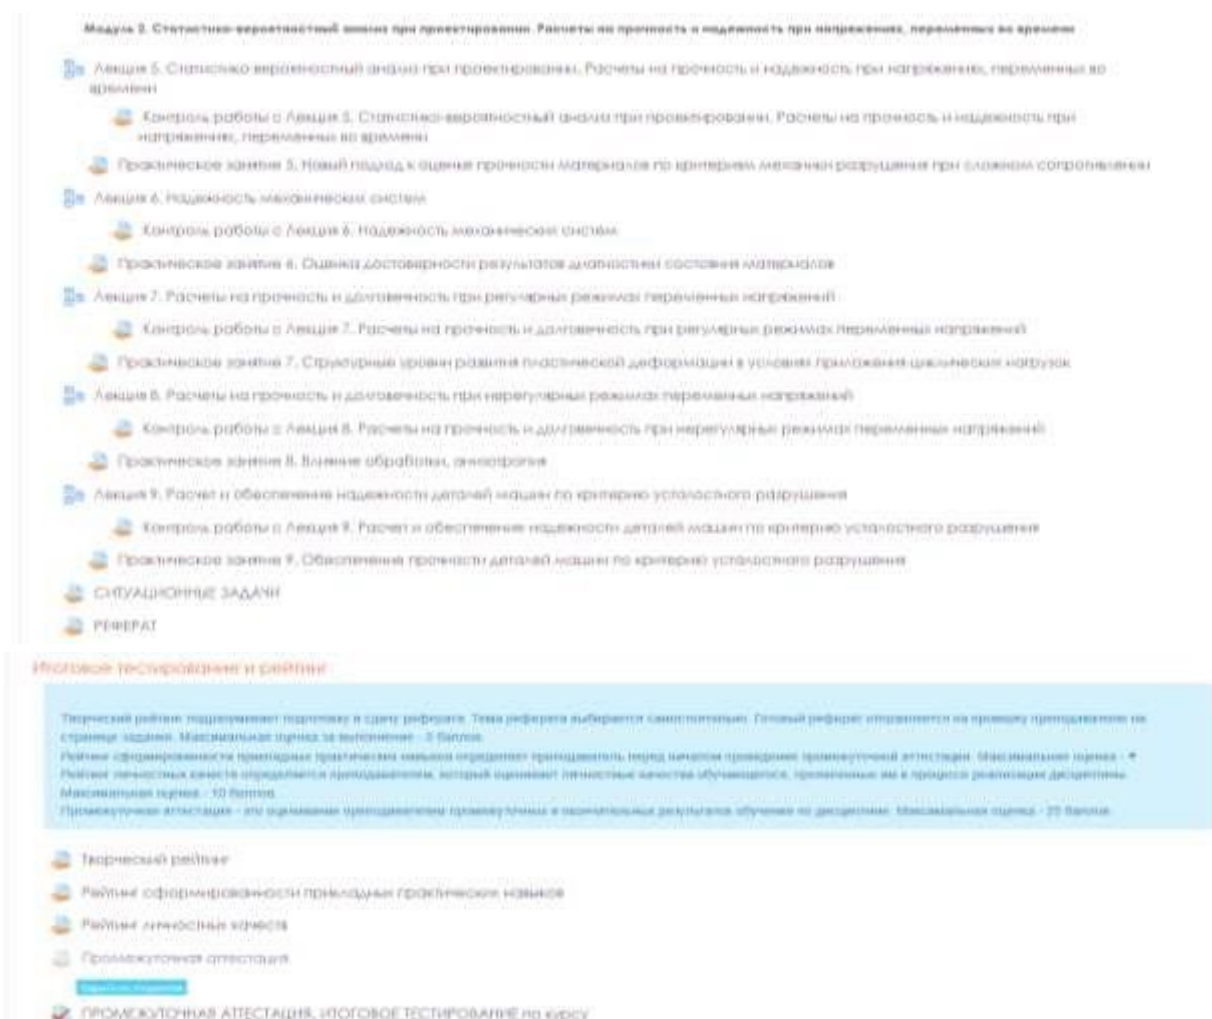 Модуль 2. Статистико-вероятностный анализ при проектировании. Расчеты на прочность и надежность при напряжениях, переменных во времени
Лекция 5. Статистико-вероятностный анализ при проектировании. Расчеты на прочность и надежность при напряжениях, переменных во
времени
Контроль работы с Лекция 5. Статистико-вероятностный анализ при проектировании. Расчеты на прочность и надежность при
напряжениях, переменных во времени
Практическое занятие 5. Новый подход к оценке прочности материалов по критериям механики разрушения при сложном сопротивлении
Лекция 6. Надежность механических систем
Контроль работы с Лекция 6. Надежность механических систем
Практическое занятие 6. Оценка достоверности результатов диагностики состояния материалов
Лекция 7. Расчеты на прочность и долговечность при регулярных режимах переменных напряжений
Контроль работы с Лекция 7. Расчеты на прочность и долговечность при регулярных режимах переменных напряжений
Практическое занятие 7. Структурные уровни развития пластической деформации в условиях приложения циклических нагрузок
Лекция 8. Расчеты на прочность и долговечность при нерегулярных режимах переменных напряжений
Контроль работы с Лекция 8. Расчеты на прочность и долговечность при нерегулярных режимах переменных напряжений
Практическое занятие 8. Влияние обработки, анизотропия
Лекция 9. Расчет и обеспечение надежности деталей машин по критерию усталостного разрушения
Контроль работы с Лекция 9. Расчет и обеспечение надежности деталей машин по критерию усталостного разрушения
Практическое занятие 9. Обеспечение прочности деталей машин по критерию усталостного разрушения
СИТУАЦИОННЫЕ ЗАДАЧИ
РЕФЕРАТ
Итоговое тестирование и рейтинг
Творческий рейтинг подразумевает подготовку и сдачу реферата. Тема реферата выбирается самостоятельно. Готовый реферат отправляется на проверку преподавателю на
странице задания. Максимальная оценка за выполнение - 5 баллов.
Рейтинг сформированности прикладных практических навыков определяет преподаватель перед началом проведения промежуточной аттестации. Максимальная оценка -
Рейтинг личностных качеств определяется преподавателем, который оценивает личностные качества обучающегося, проявленные им в процессе реализации дисциплины.
Максимальная оценка - 10 баллов.
Промежуточная аттестация - это оценивание преподавателем промежуточных и окончательных результатов обучения по дисциплине. Максимальная оценка - 25 баллов.
Творческий рейтинг
Рейтинг сформированности прикладных практических навыков
Рейтинг личностных качеств
Промежуточная аттестация
ПРОМЕЖУТОЧНАЯ АТТЕСТАЦИЯ, ИТОГОВОЕ ТЕСТИРОВАНИЕ по курсу